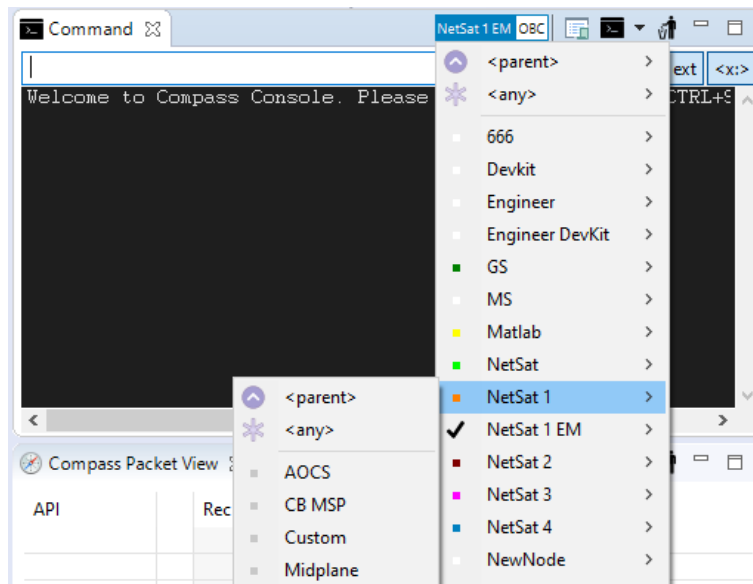 Command
NetSat 1 EM OBC
ext <x:>
Welcome to Compass Console. Please
CTRL+S
<parent>
<any>
666
Devkit
Engineer
Engineer DevKit
GS
MS
Matlab
NetSat
NetSat 1
NetSat 1 EM
NetSat 2
NetSat 3
NetSat 4
NewNode
<parent>
<any>
AOCS
CB MSP
Custom
Midplane
Compass Packet View
API
Rec